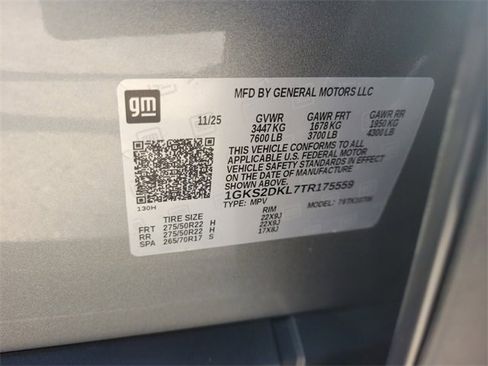 gm
MFD BY GENERAL MOTORS LLC
11/25 GVWR GAWR FRT GAWR RR
3447 KG 1678 KG 1950 KG
7600 LB 3700 LB 4300 LB
THIS VEHICLE CONFORMS TO ALL
APPLICABLE U.S. FEDERAL MOTOR
VEHICLE SAFETY STANDARDS IN EFFECT
ON THE DATE OF MANUFACTURE
SHOWN ABOVE.
1GKS2DKL7TR175559
130H TYPE: MPV MODEL:
TIRE SIZE RIM
FRT 275/50R22 H 22X9J
RR 275/50R22 H 22X9J
SPA 265/70R17 S 17X8J